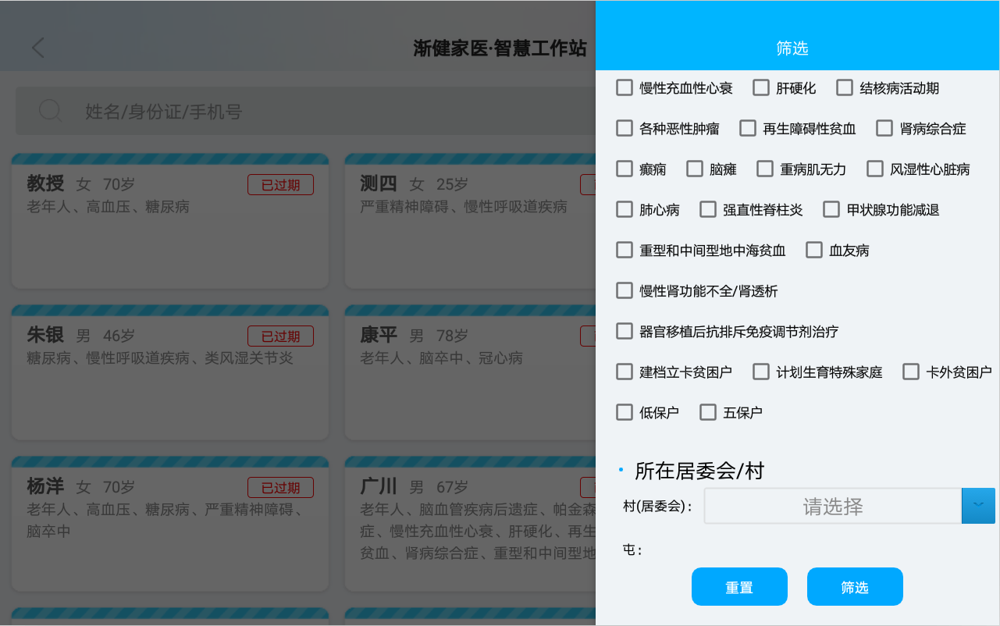 渐健家医·智慧工作站
姓名/身份证/手机号
教授 女 70岁 已过期
老年人、高血压、糖尿病
测四 女 25岁
严重精神障碍、慢性呼吸道疾病
朱银 男 46岁 已过期
糖尿病、慢性呼吸道疾病、类风湿关节炎
康平 男 78岁
老年人、脑卒中、冠心病
杨洋 女 70岁 已过期
老年人、高血压、糖尿病、严重精神障碍、
脑卒中
广川 男 67岁
老年人、脑血管疾病后遗症、帕金森
症、慢性充血性心衰、肝硬化、再生
贫血、肾病综合症、重型和中间型地
筛选
慢性充血性心衰 肝硬化 结核病活动期
各种恶性肿瘤 再生障碍性贫血 肾病综合症
癫痫 脑瘫 重病肌无力 风湿性心脏病
肺心病 强直性脊柱炎 甲状腺功能减退
重型和中间型地中海贫血 血友病
慢性肾功能不全/肾透析
器官移植后抗排斥免疫调节剂治疗
建档立卡贫困户 计划生育特殊家庭 卡外贫困户
低保户 五保户
所在居委会/村
村(居委会)： 请选择
屯：
重置 筛选